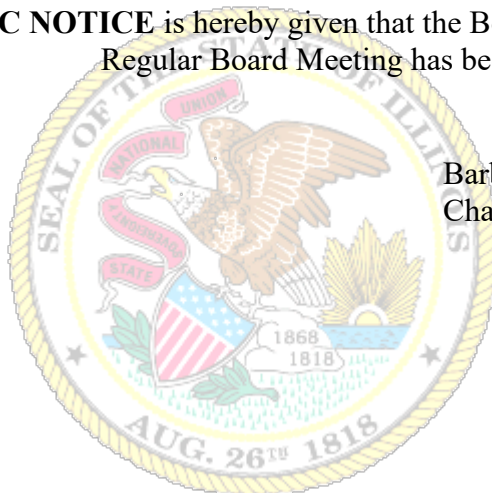 C NOTICE is hereby given that the B
Regular Board Meeting has be
Barb
Cha
SEAL OF THE STATE OF ILLINOIS
NATIONAL
UNION
STATE
SOVEREIGNTY
1868
1818
AUG. 26TH 1818